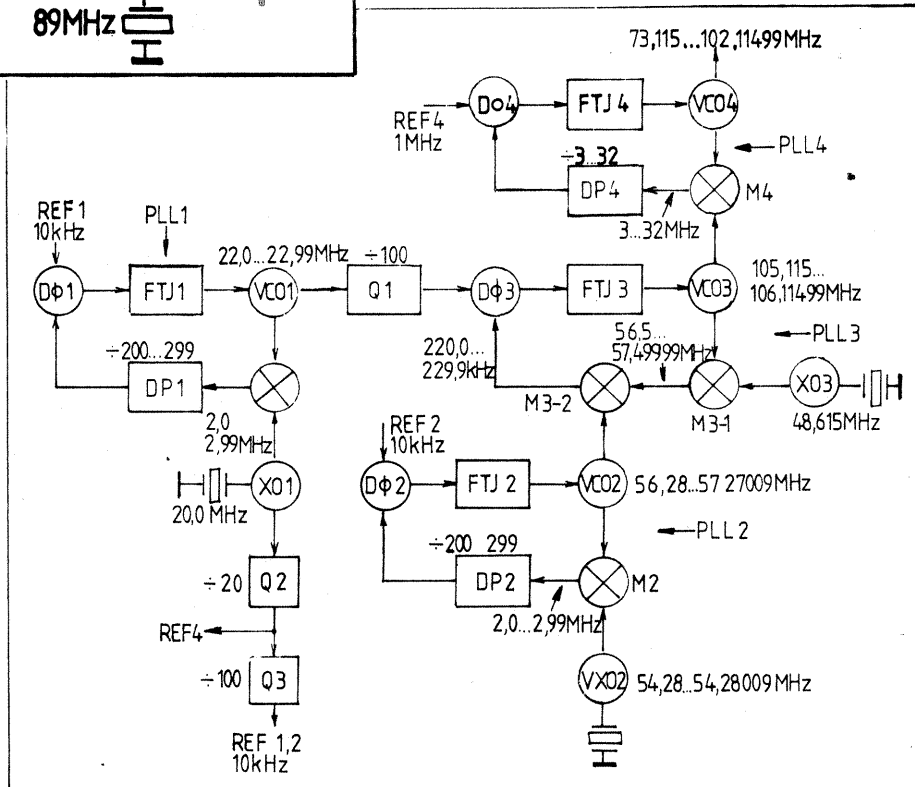 89MHz
73,115...102,11499MHz
DO4
FTJ 4
VCO4
REF4
1MHz
PLL4
÷3..32
DP4
M4
3...32MHz
REF 1
10kHz
PLL1
22,0...22,99MHz
÷100
DΦ1
FTJ1
VCO1
Q1
DΦ3
FTJ 3
VCO3
105,115...
106,11499MHz
÷200...299
DP1
220,0...
229,9kHz
56,5...
57,49999MHz
PLL3
2,0
2,99MHz
M3-2
M3-1
XO3
48,615MHz
REF 2
10kHz
XO1
20,0 MHz
DΦ2
FTJ 2
VCO2
56,28...57 27009MHz
PLL 2
÷200 299
DP2
M2
2,0...2,99MHz
÷20
Q2
REF4
÷100
Q3
VXO2
54,28...54,28009MHz
REF 1,2
10kHz